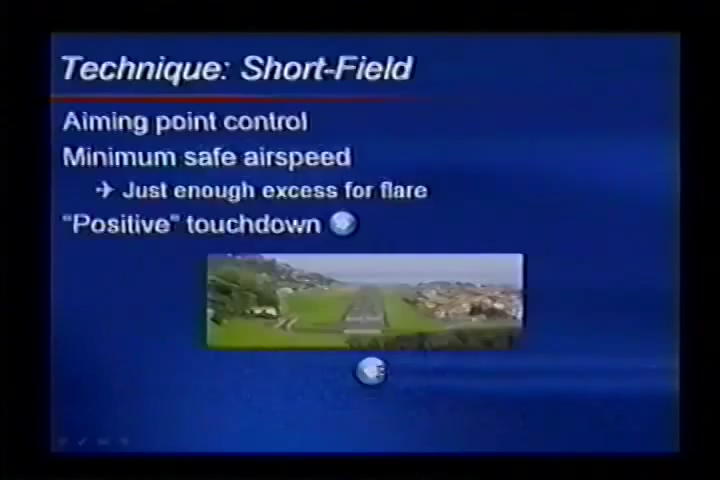 Technique: Short-Field
Aiming point control
Minimum safe airspeed
Just enough excess for flare
"Positive" touchdown